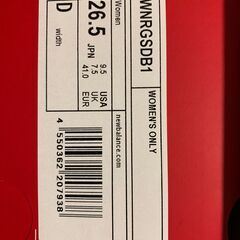 WNRGSDB1
WOMEN'S ONLY
Women
26.5 JPN
9.5 USA
7.5 UK
41.0 EUR
D
width
newbalance.com
4 550362 207938